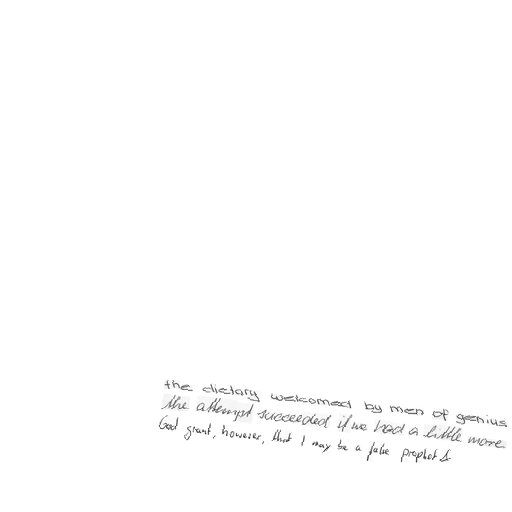 the dietary welcomed by men of genius
the attempt succeeded if we had a little more
God grant, however, that I may be a false prophet &